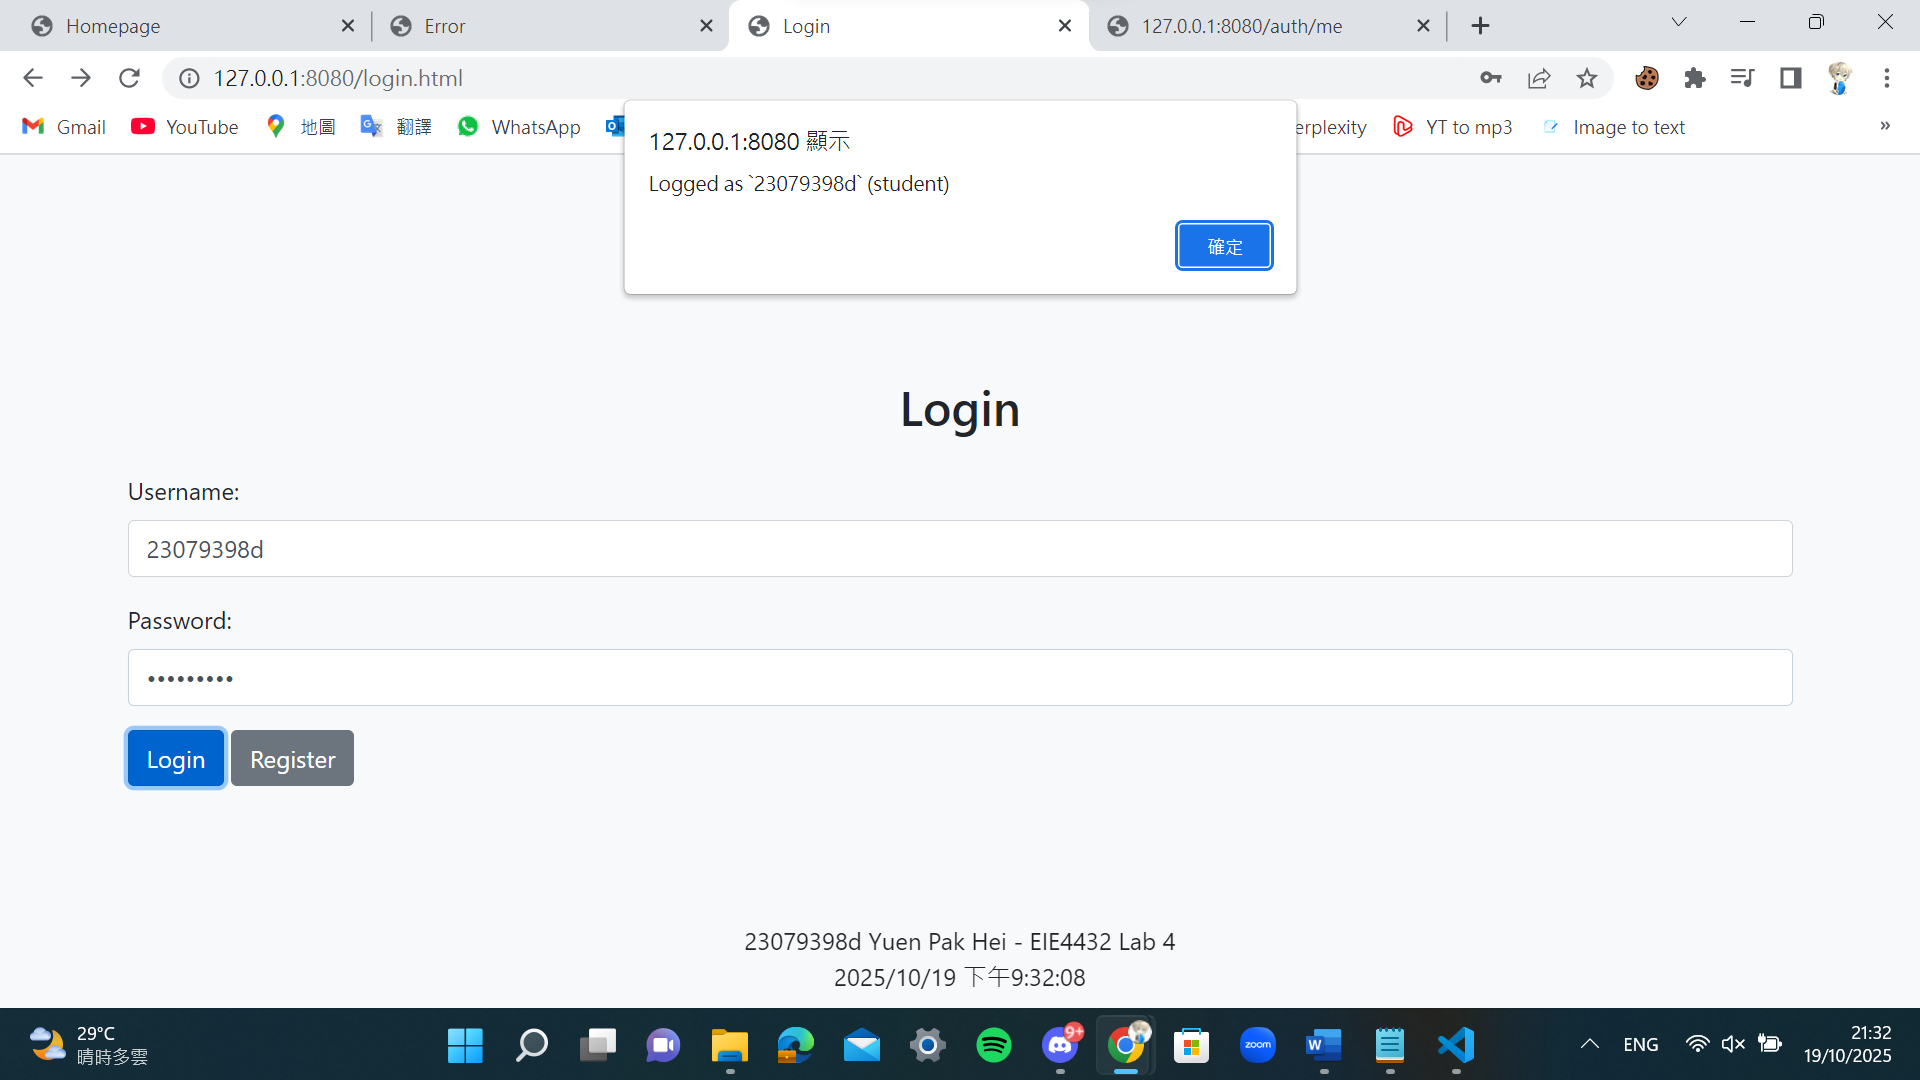 Homepage
Error
Login
127.0.0.1:8080/auth/me
127.0.0.1:8080/login.html
Gmail
YouTube
地圖
翻譯
WhatsApp
erplexity
YT to mp3
Image to text
»
127.0.0.1:8080 顯示
Logged as `23079398d` (student)
確定
Login
Username:
23079398d
Password:
•••••••••
Login
Register
23079398d Yuen Pak Hei - EIE4432 Lab 4
2025/10/19 下午9:32:08
29°C
晴時多雲
9+
zoom
ENG
21:32
19/10/2025